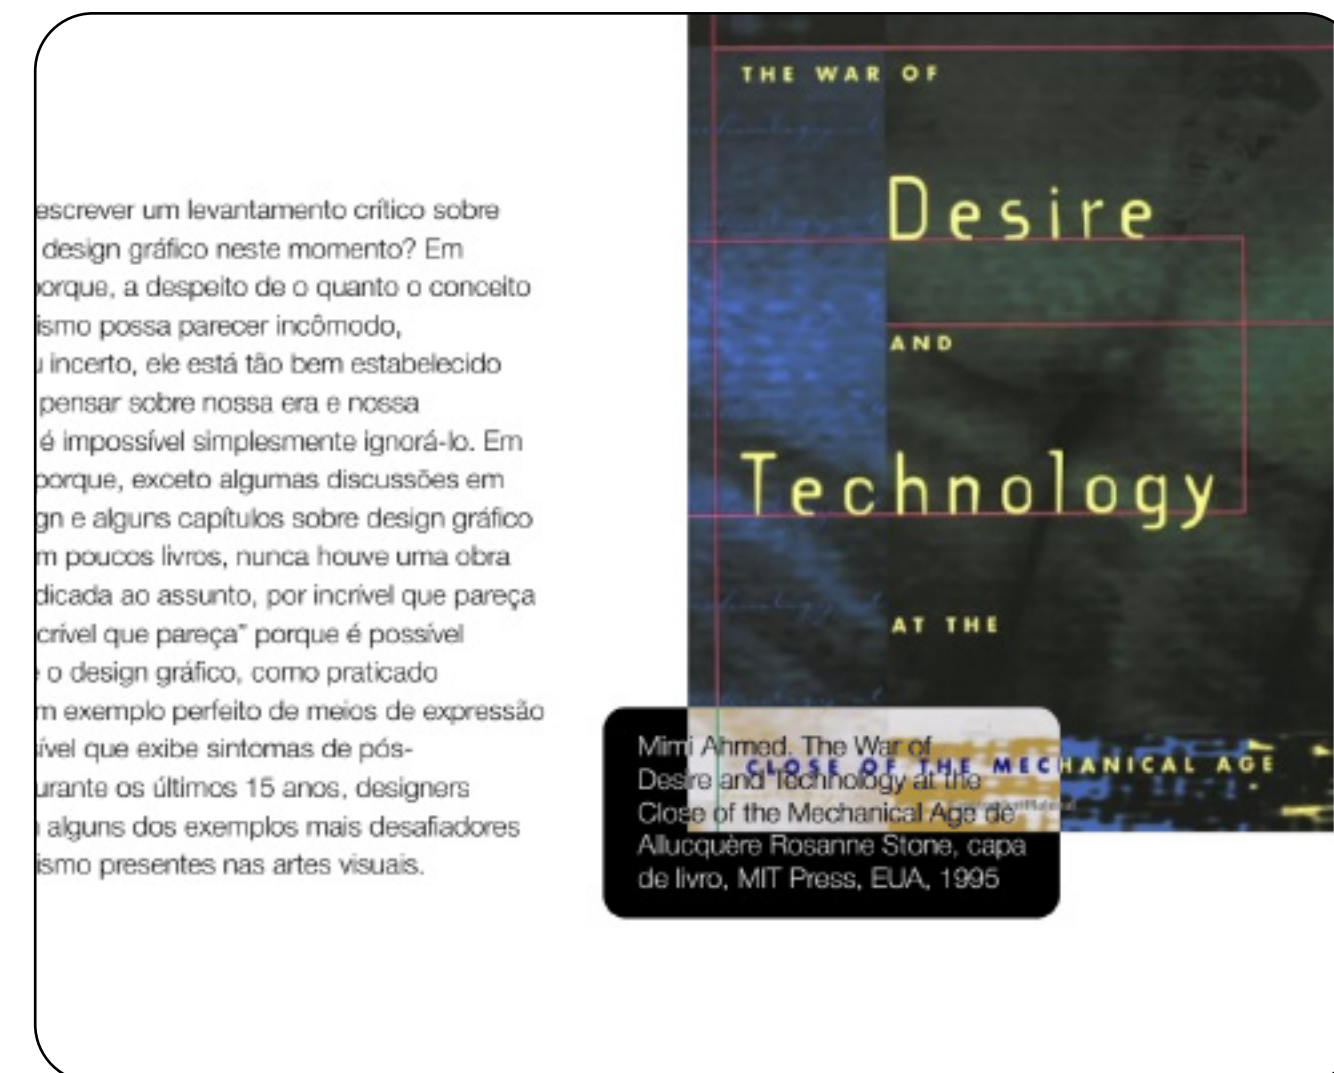 escrever um levantamento crítico sobre
design gráfico neste momento? Em
porque, a despeito de o quanto o conceito
ismo possa parecer incômodo,
u incerto, ele está tão bem estabelecido
pensar sobre nossa era e nossa
é impossível simplesmente ignorá-lo. Em
porque, exceto algumas discussões em
gn e alguns capítulos sobre design gráfico
m poucos livros, nunca houve uma obra
dicada ao assunto, por incrível que pareça
crível que pareça" porque é possível
e o design gráfico, como praticado
m exemplo perfeito de meios de expressão
ível que exibe sintomas de pós-
urante os últimos 15 anos, designers
alguns dos exemplos mais desafiadores
ismo presentes nas artes visuais.
THE WAR OF
Desire
AND
Technology
AT THE
CLOSE OF THE MECHANICAL AGE
Mimi Ahmed. The War of
Desire and Technology at the
Close of the Mechanical Age de
Allucquère Rosanne Stone, capa
de livro, MIT Press, EUA, 1995